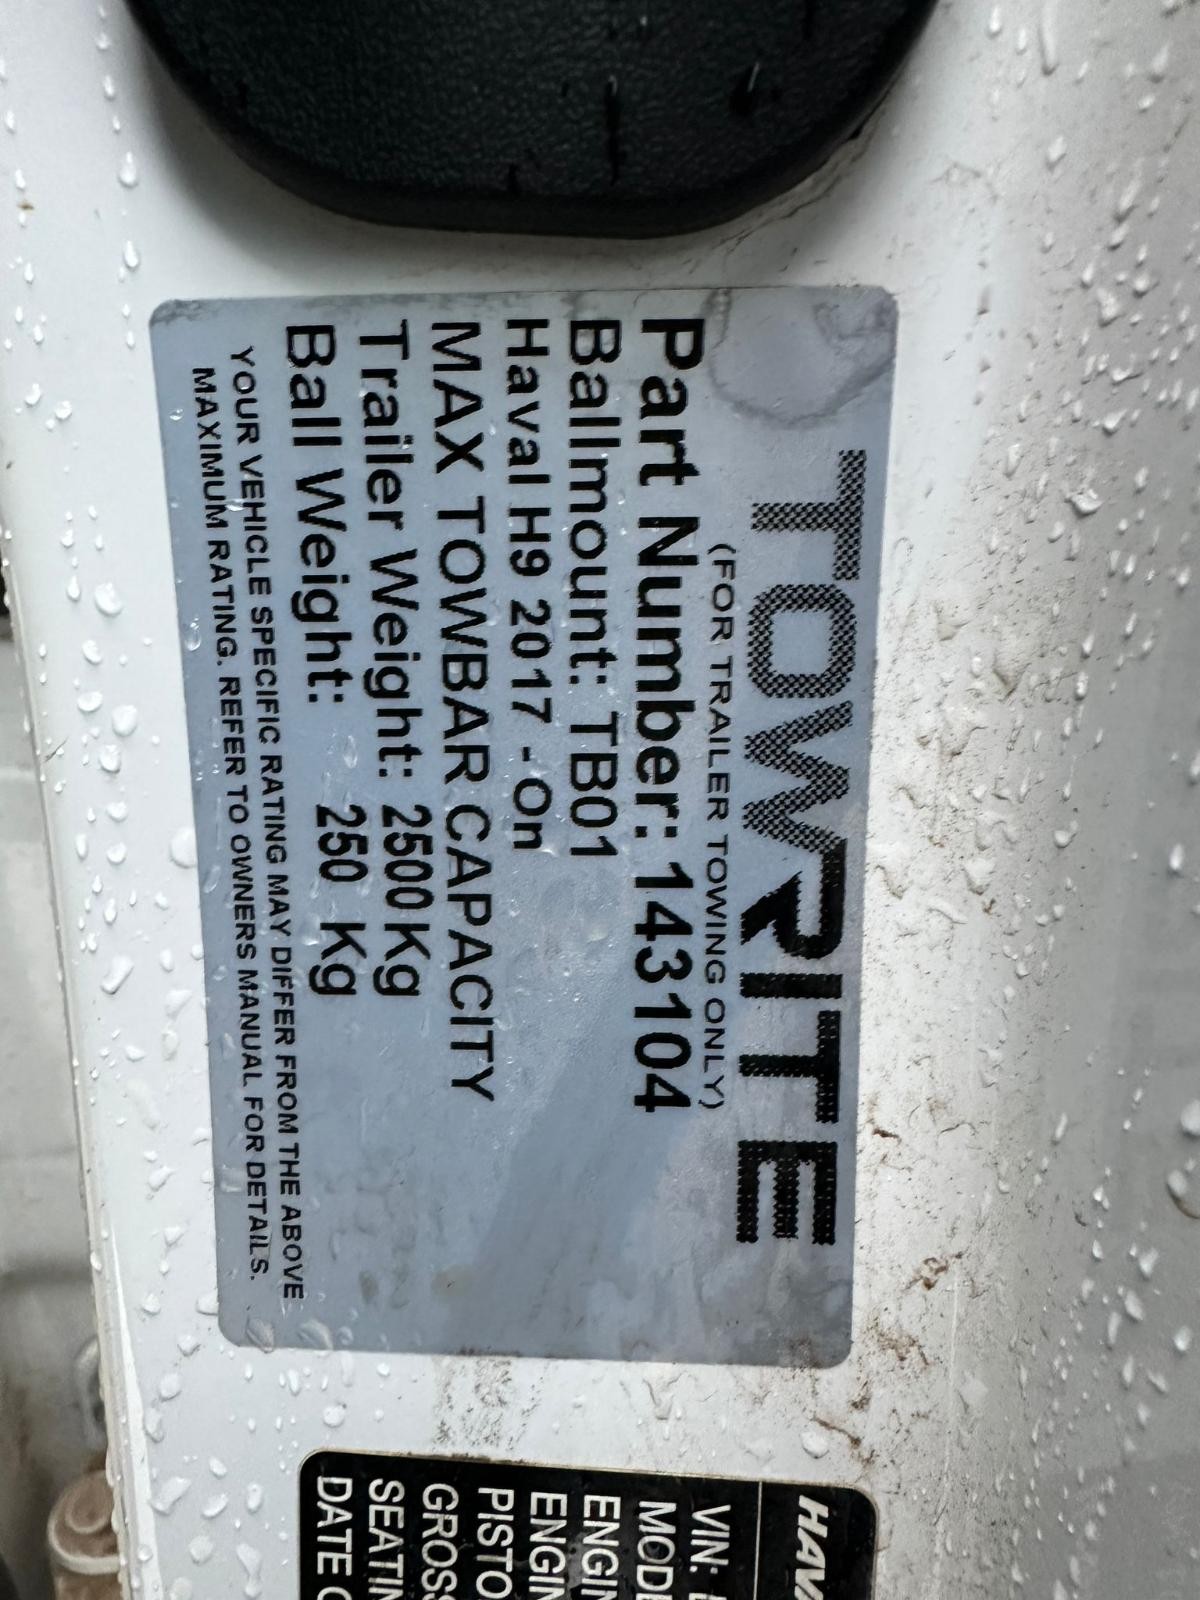 TOWRITE
(FOR TRAILER TOWING ONLY)
Part Number: 143104
Ballmount: TB01
Haval H9 2017 - On
MAX TOWBAR CAPACITY
Trailer Weight: 2500 Kg
Ball Weight: 250 Kg
YOUR VEHICLE SPECIFIC RATING MAY DIFFER FROM THE ABOVE
MAXIMUM RATING. REFER TO OWNERS MANUAL FOR DETAILS.
HAV
VIN:
MODE
ENGIN
ENGIN
PISTO
GROSS
SEATIN
DATE